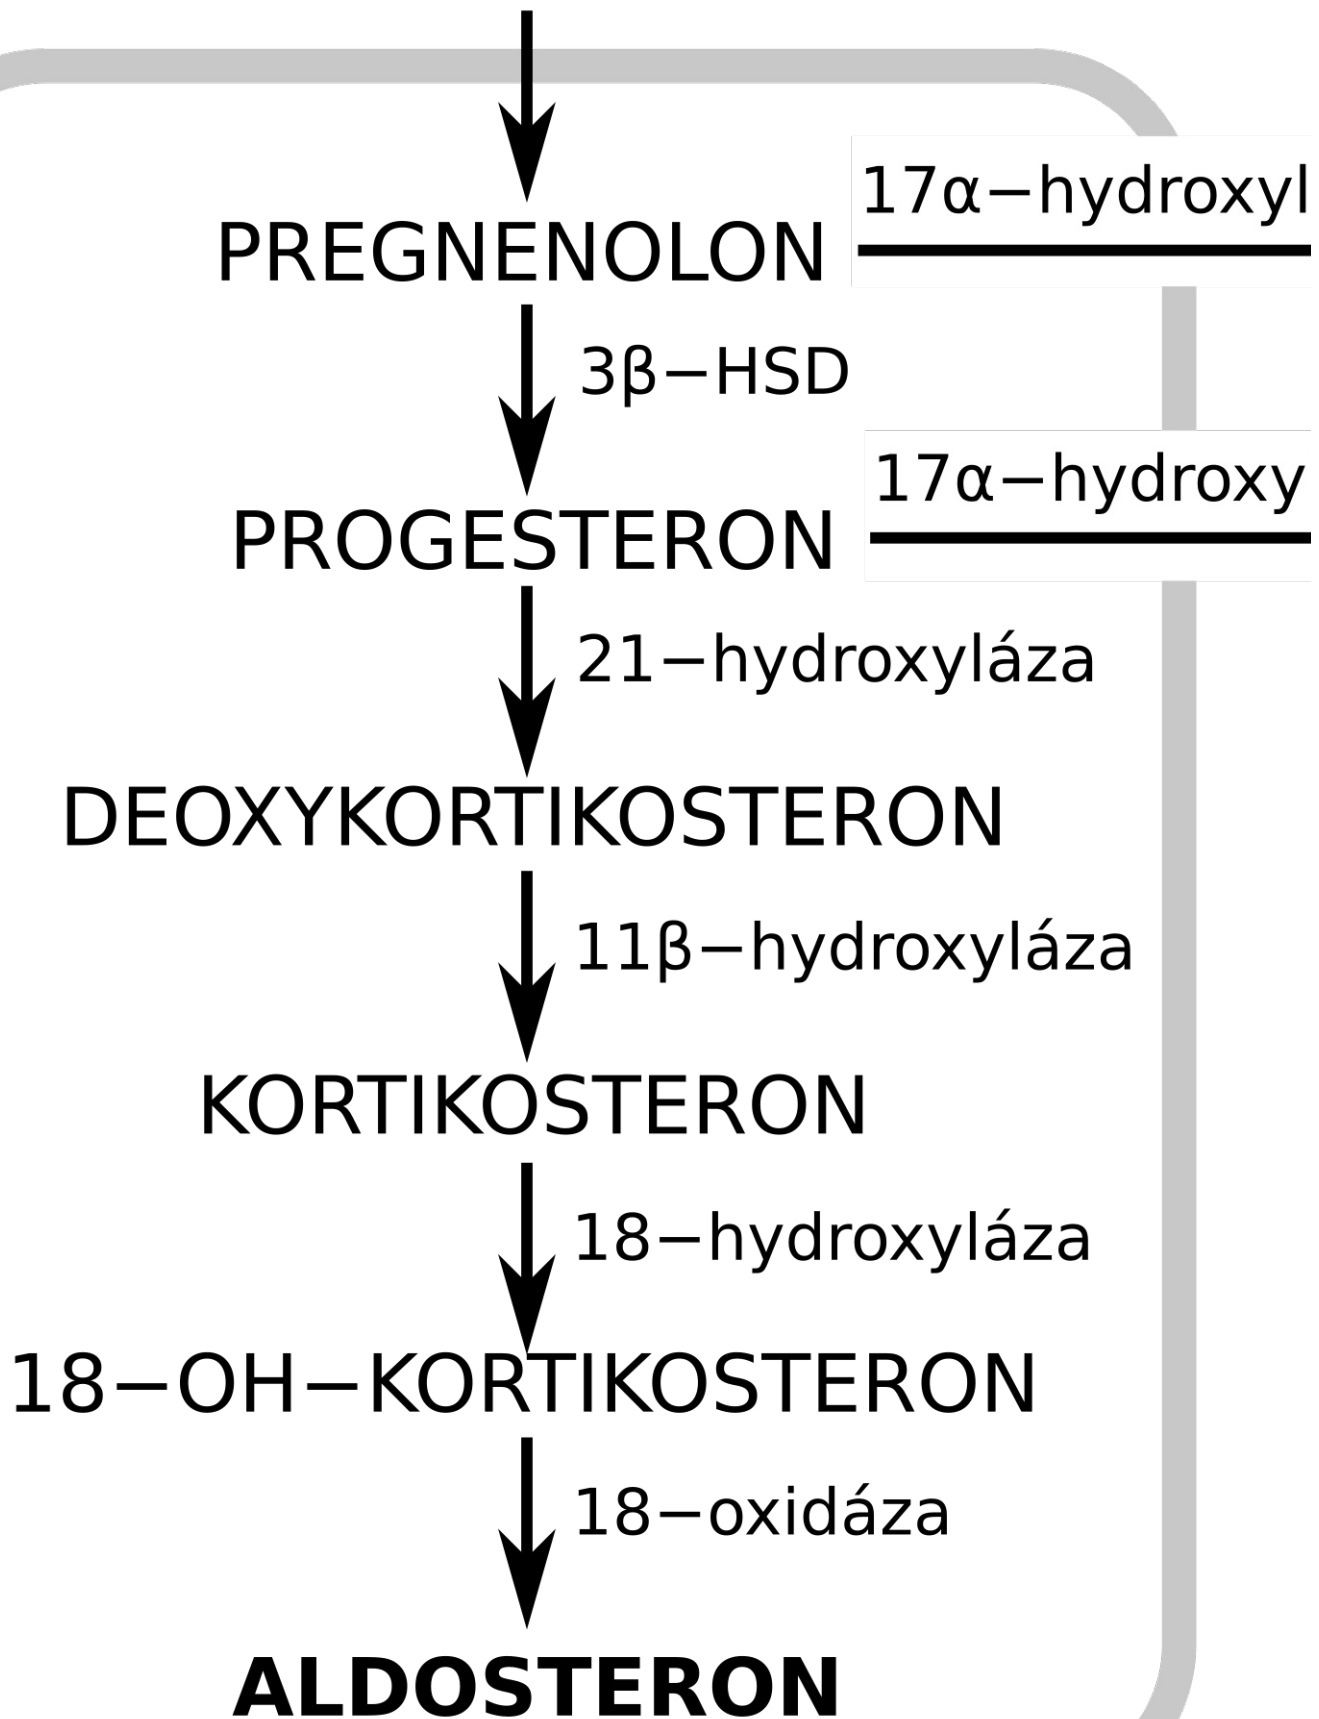 17α−hydroxyl
PREGNENOLON
3β−HSD
17α−hydroxy
PROGESTERON
21−hydroxyláza
DEOXYKORTIKOSTERON
11β−hydroxyláza
KORTIKOSTERON
18−hydroxyláza
18−OH−KORTIKOSTERON
18−oxidáza
ALDOSTERON